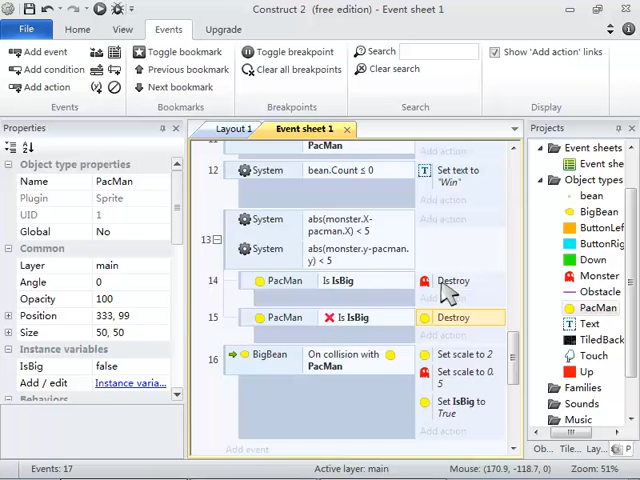 Construct 2 (free edition) - Event sheet 1
File
Home
View
Events
Upgrade
Add event
Add condition
Add action
Events
Toggle bookmark
Previous bookmark
Next bookmark
Bookmarks
Toggle breakpoint
Clear all breakpoints
Breakpoints
Search
Clear search
Search
Show 'Add action' links
Display
Properties
Object type properties
Name PacMan
Plugin Sprite
UID 1
Global No
Common
Layer main
Angle 0
Opacity 100
Position 333, 99
Size 50, 50
Instance variables
IsBig false
Add / edit Instance varia...
Behaviors
Layout 1
Event sheet 1
PacMan
Add action
12 System bean.Count ≤ 0
Set text to
"Win"
System abs(monster.X-
pacman.X) < 5
Add action
13 System abs(monster.y-pacman.
y) < 5
14 PacMan Is IsBig Destroy
15 PacMan Is IsBig Destroy
Add action
16 BigBean On collision with
PacMan
Set scale to 2
Set scale to 0.
5
Set IsBig to
True
Add action
Add event
Projects
Event sheets
Event she
Object types
bean
BigBean
ButtonLef
ButtonRig
Down
Monster
Obstacle
PacMan
Text
TiledBack
Touch
Up
Families
Sounds
Music
Ob...
Tile...
Lay...
P
Events: 17
Active layer: main
Mouse: (170.9, -118.7, 0)
Zoom: 51%